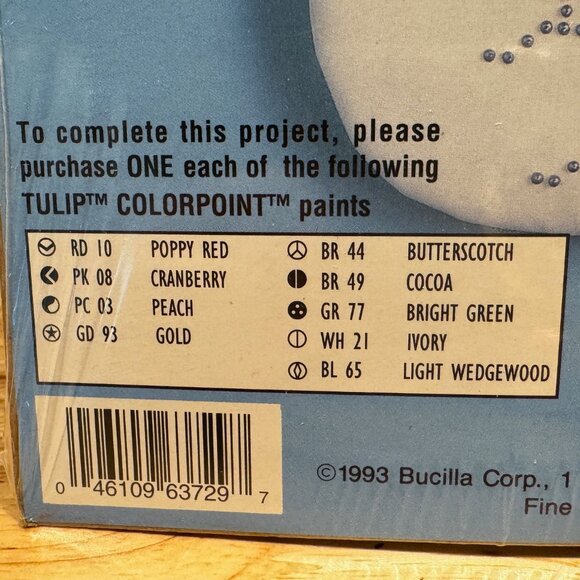 To complete this project, please
purchase ONE each of the following
TULIP™ COLORPOINT™ paints
RD 10 POPPY RED
PK 08 CRANBERRY
PC 03 PEACH
GD 93 GOLD
BR 44 BUTTERSCOTCH
BR 49 COCOA
GR 77 BRIGHT GREEN
WH 21 IVORY
BL 65 LIGHT WEDGEWOOD
0 46109 63729 7
©1993 Bucilla Corp., 1
Fine